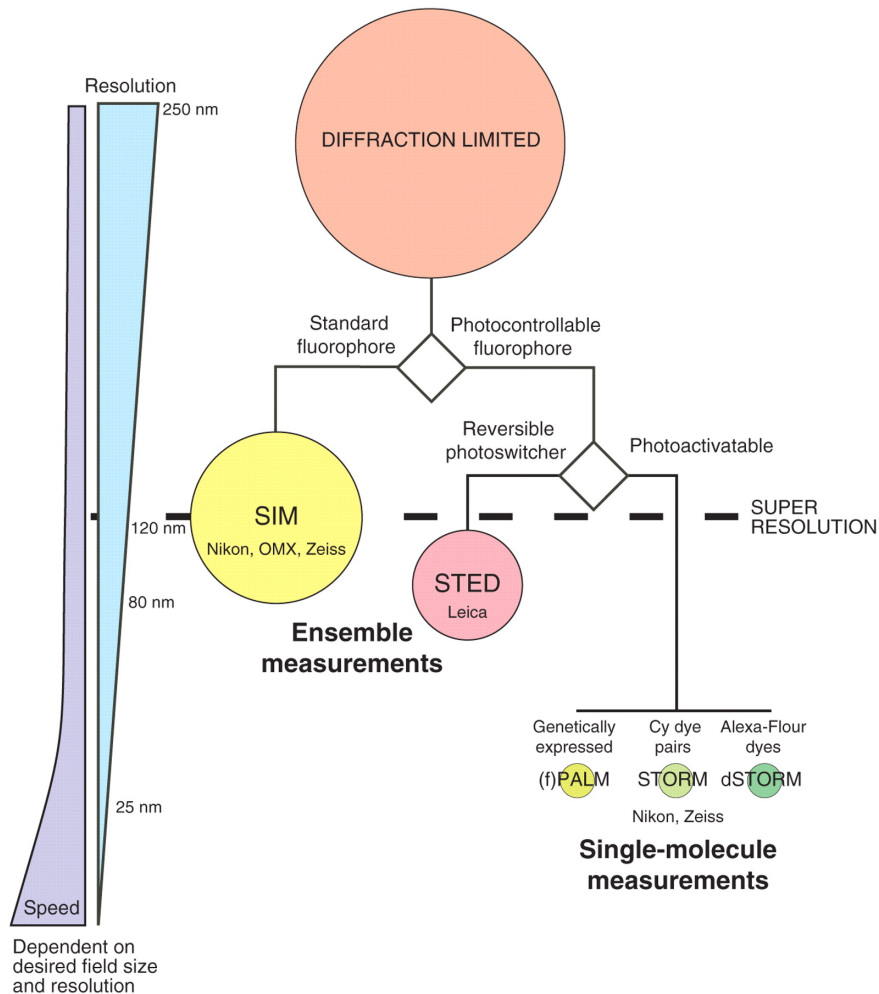 Resolution
250 nm
DIFFRACTION LIMITED
Standard
fluorophore
Photocontrollable
fluorophore
Reversible
photoswitcher
Photoactivatable
SUPER
RESOLUTION
SIM
Nikon, OMX, Zeiss
120 nm
STED
Leica
80 nm
Ensemble
measurements
Genetically
expressed
Cy dye
pairs
Alexa-Flour
dyes
(f)PALM
STORM
dSTORM
Nikon, Zeiss
25 nm
Single-molecule
measurements
Speed
Dependent on
desired field size
and resolution